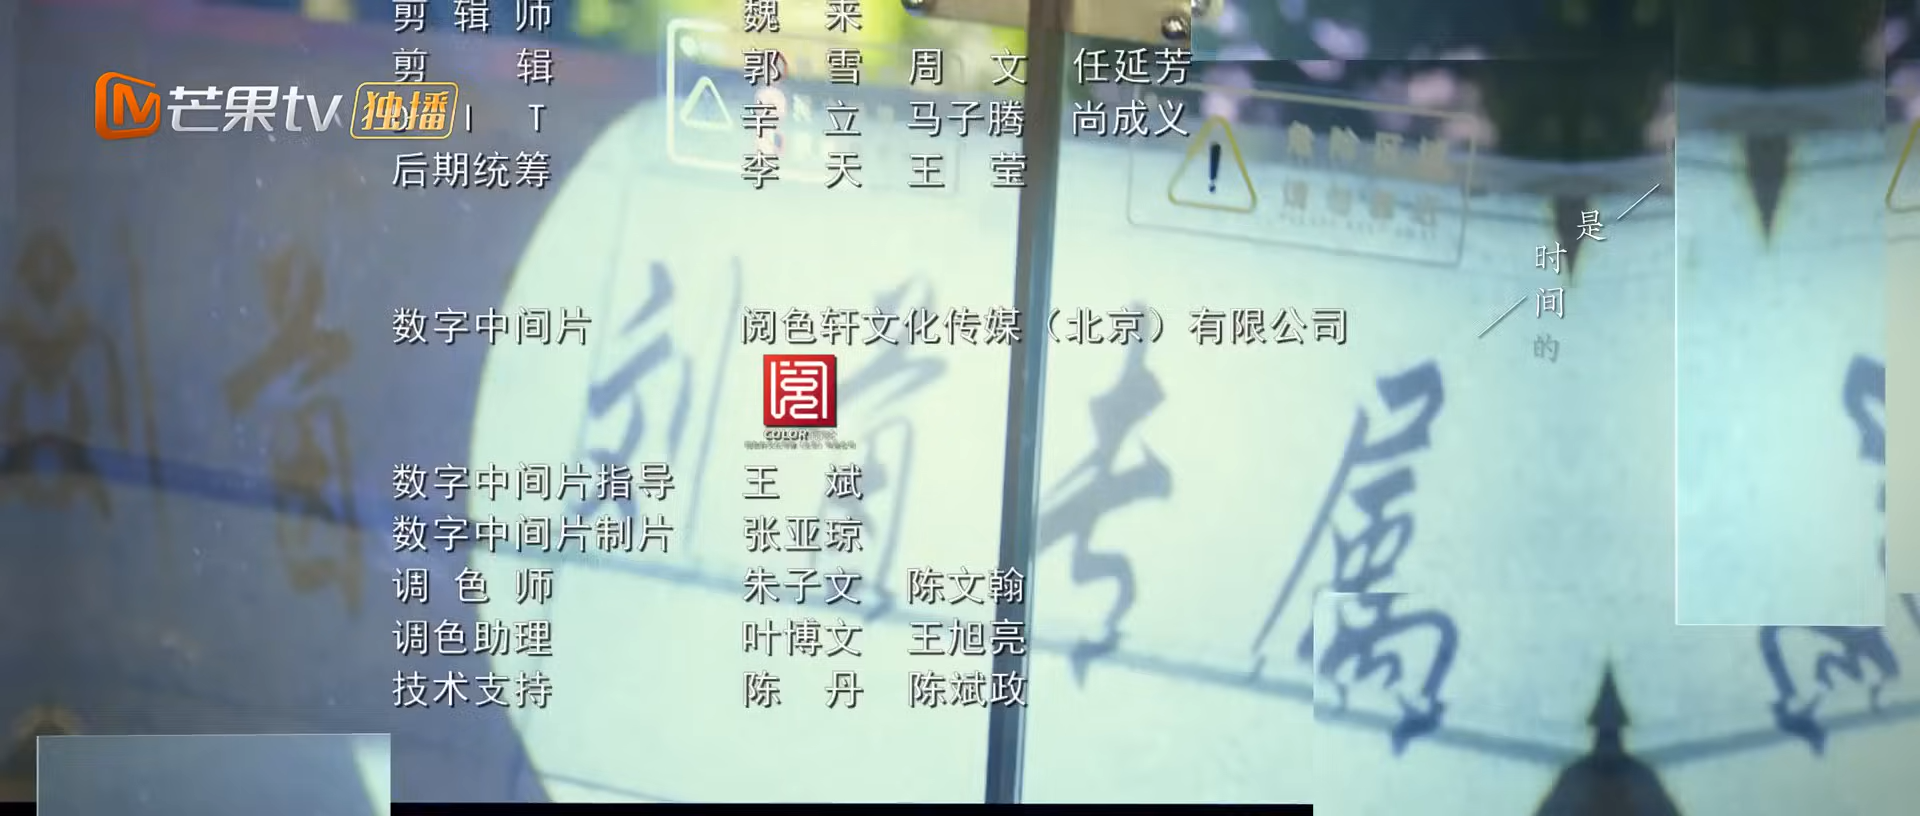 剪辑师 魏来
剪辑 郭雪 周文 任延芳
芒果tv 独播
IT 辛立 马子腾 尚成义
后期统筹 李天 王莹
是
时间的
数字中间片 阅色轩文化传媒（北京）有限公司
阅
COLOR
数字中间片指导 王斌
数字中间片制片 张亚琼
调色师 朱子文 陈文翰
调色助理 叶博文 王旭亮
技术支持 陈丹 陈斌政
专属